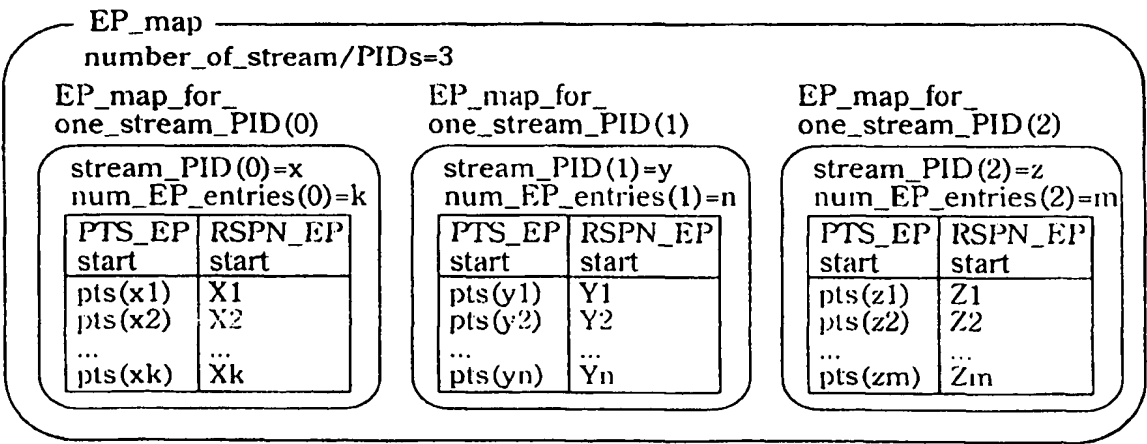 EP_map
number_of_stream/PIDs=3
EP_map_for_
one_stream_PID(0)
stream_PID(0)=x
num_EP_entries(0)=k
PTS_EP RSPN_EP
start start
pts(x1) X1
pts(x2) X2
... ...
pts(xk) Xk
EP_map_for_
one_stream_PID(1)
stream_PID(1)=y
num_EP_entries(1)=n
PTS_EP RSPN_EP
start start
pts(y1) Y1
pts(y2) Y2
... ...
pts(yn) Yn
EP_map_for_
one_stream_PID(2)
stream_PID(2)=z
num_EP_entries(2)=m
PTS_EP RSPN_EP
start start
pts(z1) Z1
pts(z2) Z2
... ...
pts(zm) Zm